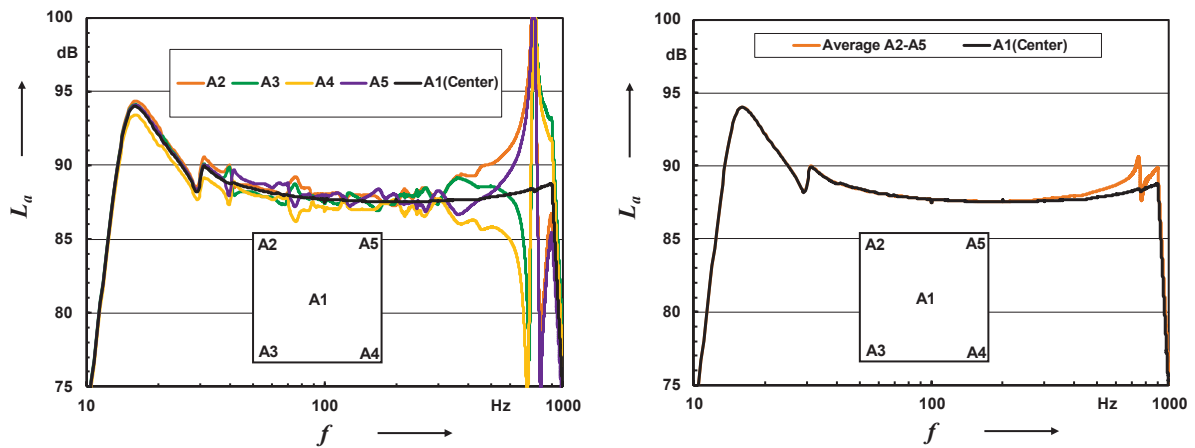 100
dB
95
90
85
80
75
L_a
A2 A3 A4 A5 A1(Center)
A2 A5
A1
A3 A4
10 100 Hz 1000
f
100
dB
95
90
85
80
75
L_a
Average A2-A5 A1(Center)
A2 A5
A1
A3 A4
10 100 Hz 1000
f